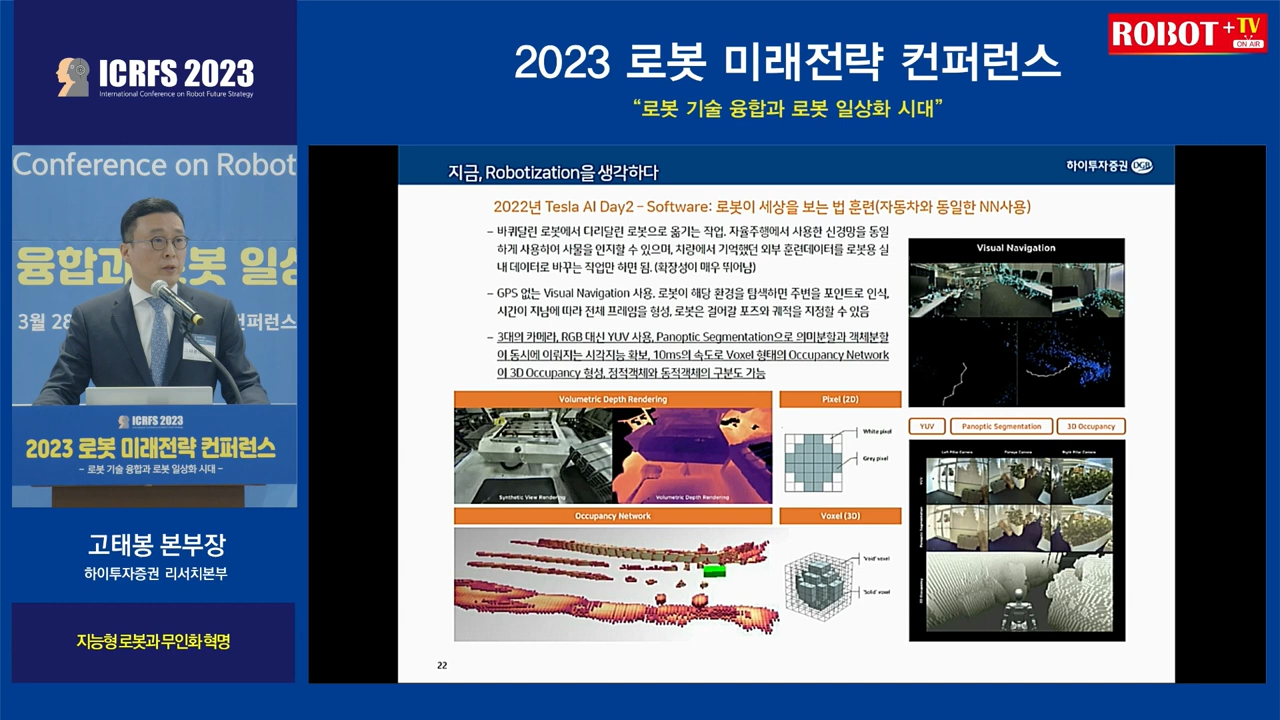 ICRFS 2023
International Conference on Robot Future Strategy
2023 로봇 미래전략 컨퍼런스
“로봇 기술 융합과 로봇 일상화 시대”
ROBOT+TV
ON AIR
Conference on Robot
융합과 로봇 일상
3월 28
컨퍼런스
ICRFS 2023
2023 로봇 미래전략 컨퍼런스
- 로봇 기술 융합과 로봇 일상화 시대 -
고태봉 본부장
하이투자증권 리서치본부
지능형 로봇과 무인화 혁명
지금, Robotization을 생각하다
하이투자증권 DGB
2022년 Tesla AI Day2 – Software: 로봇이 세상을 보는 법 훈련(자동차와 동일한 NN사용)
– 바퀴달린 로봇에서 다리달린 로봇으로 옮기는 작업. 자율주행에서 사용한 신경망을 동일
하게 사용하여 사물을 인지할 수 있으며, 차량에서 기억했던 외부 훈련데이터를 로봇용 실
내 데이터로 바꾸는 작업만 하면 됨. (확장성이 매우 뛰어남)
– GPS 없는 Visual Navigation 사용. 로봇이 해당 환경을 탐색하면 주변을 포인트로 인식,
시간이 지남에 따라 전체 프레임을 형성, 로봇은 걸어갈 포즈와 궤적을 지정할 수 있음
– 3대의 카메라, RGB 대신 YUV 사용, Panoptic Segmentation으로 의미분할과 객체분할
이 동시에 이뤄지는 시각지능 확보, 10ms의 속도로 Voxel 형태의 Occupancy Network
의 3D Occupancy 형성, 정적객체와 동적객체의 구분도 가능
Visual Navigation
Volumetric Depth Rendering
Synthetic View Rendering
Volumetric Depth Rendering
Pixel (2D)
White pixel
Grey pixel
Occupancy Network
Voxel (3D)
'Void' voxel
'Solid' voxel
YUV
Panoptic Segmentation
3D Occupancy
Left Pillar Camera
Fisheye Camera
Right Pillar Camera
Panoptic Segmentation
3D Occupancy
22